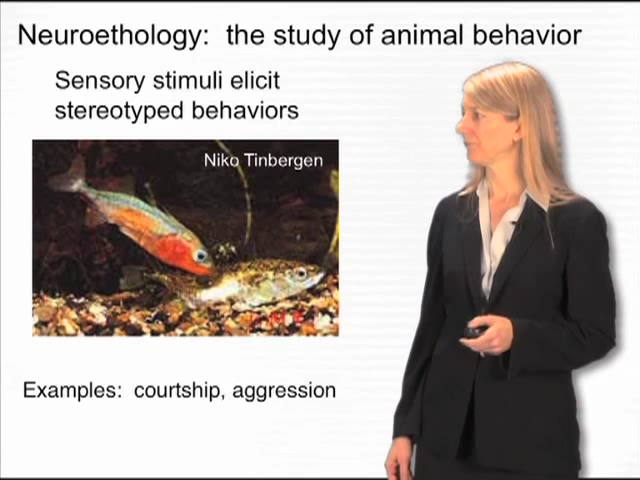 Neuroethology:  the study of animal behavior
Sensory stimuli elicit
stereotyped behaviors
Niko Tinbergen
Examples:  courtship, aggression